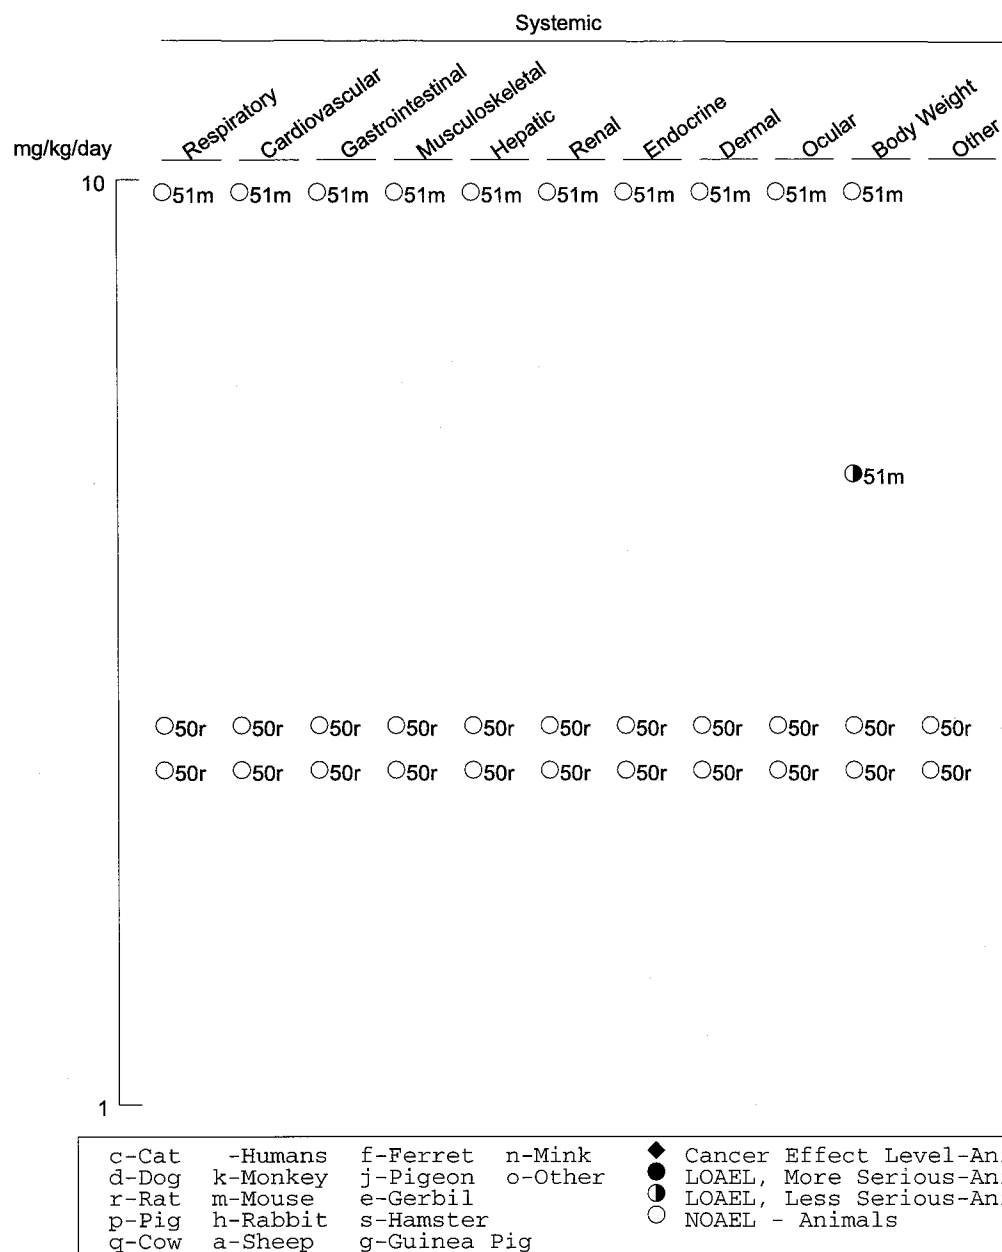 Systemic
mg/kg/day Respiratory Cardiovascular Gastrointestinal Musculoskeletal Hepatic Renal Endocrine Dermal Ocular Body Weight Other
10
51m 51m 51m 51m 51m 51m 51m 51m 51m 51m
51m
50r 50r 50r 50r 50r 50r 50r 50r 50r 50r 50r
50r 50r 50r 50r 50r 50r 50r 50r 50r 50r 50r
1
c-Cat -Humans f-Ferret n-Mink Cancer Effect Level-An
d-Dog k-Monkey j-Pigeon o-Other LOAEL, More Serious-An
r-Rat m-Mouse e-Gerbil LOAEL, Less Serious-An
p-Pig h-Rabbit s-Hamster NOAEL - Animals
q-Cow a-Sheep g-Guinea Pig